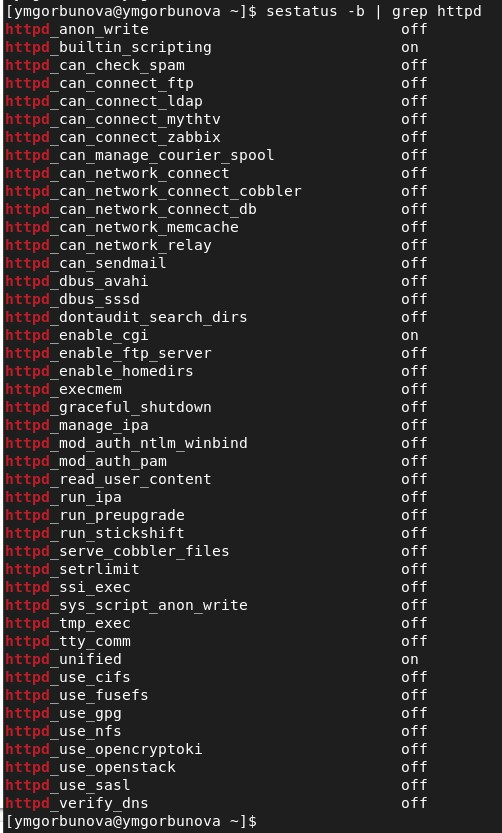 [ymgorbunova@ymgorbunova ~]$ sestatus -b | grep httpd
httpd_anon_write off
httpd_builtin_scripting on
httpd_can_check_spam off
httpd_can_connect_ftp off
httpd_can_connect_ldap off
httpd_can_connect_mythtv off
httpd_can_connect_zabbix off
httpd_can_manage_courier_spool off
httpd_can_network_connect off
httpd_can_network_connect_cobbler off
httpd_can_network_connect_db off
httpd_can_network_memcache off
httpd_can_network_relay off
httpd_can_sendmail off
httpd_dbus_avahi off
httpd_dbus_sssd off
httpd_dontaudit_search_dirs off
httpd_enable_cgi on
httpd_enable_ftp_server off
httpd_enable_homedirs off
httpd_execmem off
httpd_graceful_shutdown off
httpd_manage_ipa off
httpd_mod_auth_ntlm_winbind off
httpd_mod_auth_pam off
httpd_read_user_content off
httpd_run_ipa off
httpd_run_preupgrade off
httpd_run_stickshift off
httpd_serve_cobbler_files off
httpd_setrlimit off
httpd_ssi_exec off
httpd_sys_script_anon_write off
httpd_tmp_exec off
httpd_tty_comm off
httpd_unified on
httpd_use_cifs off
httpd_use_fusefs off
httpd_use_gpg off
httpd_use_nfs off
httpd_use_opencryptoki off
httpd_use_openstack off
httpd_use_sasl off
httpd_verify_dns off
[ymgorbunova@ymgorbunova ~]$